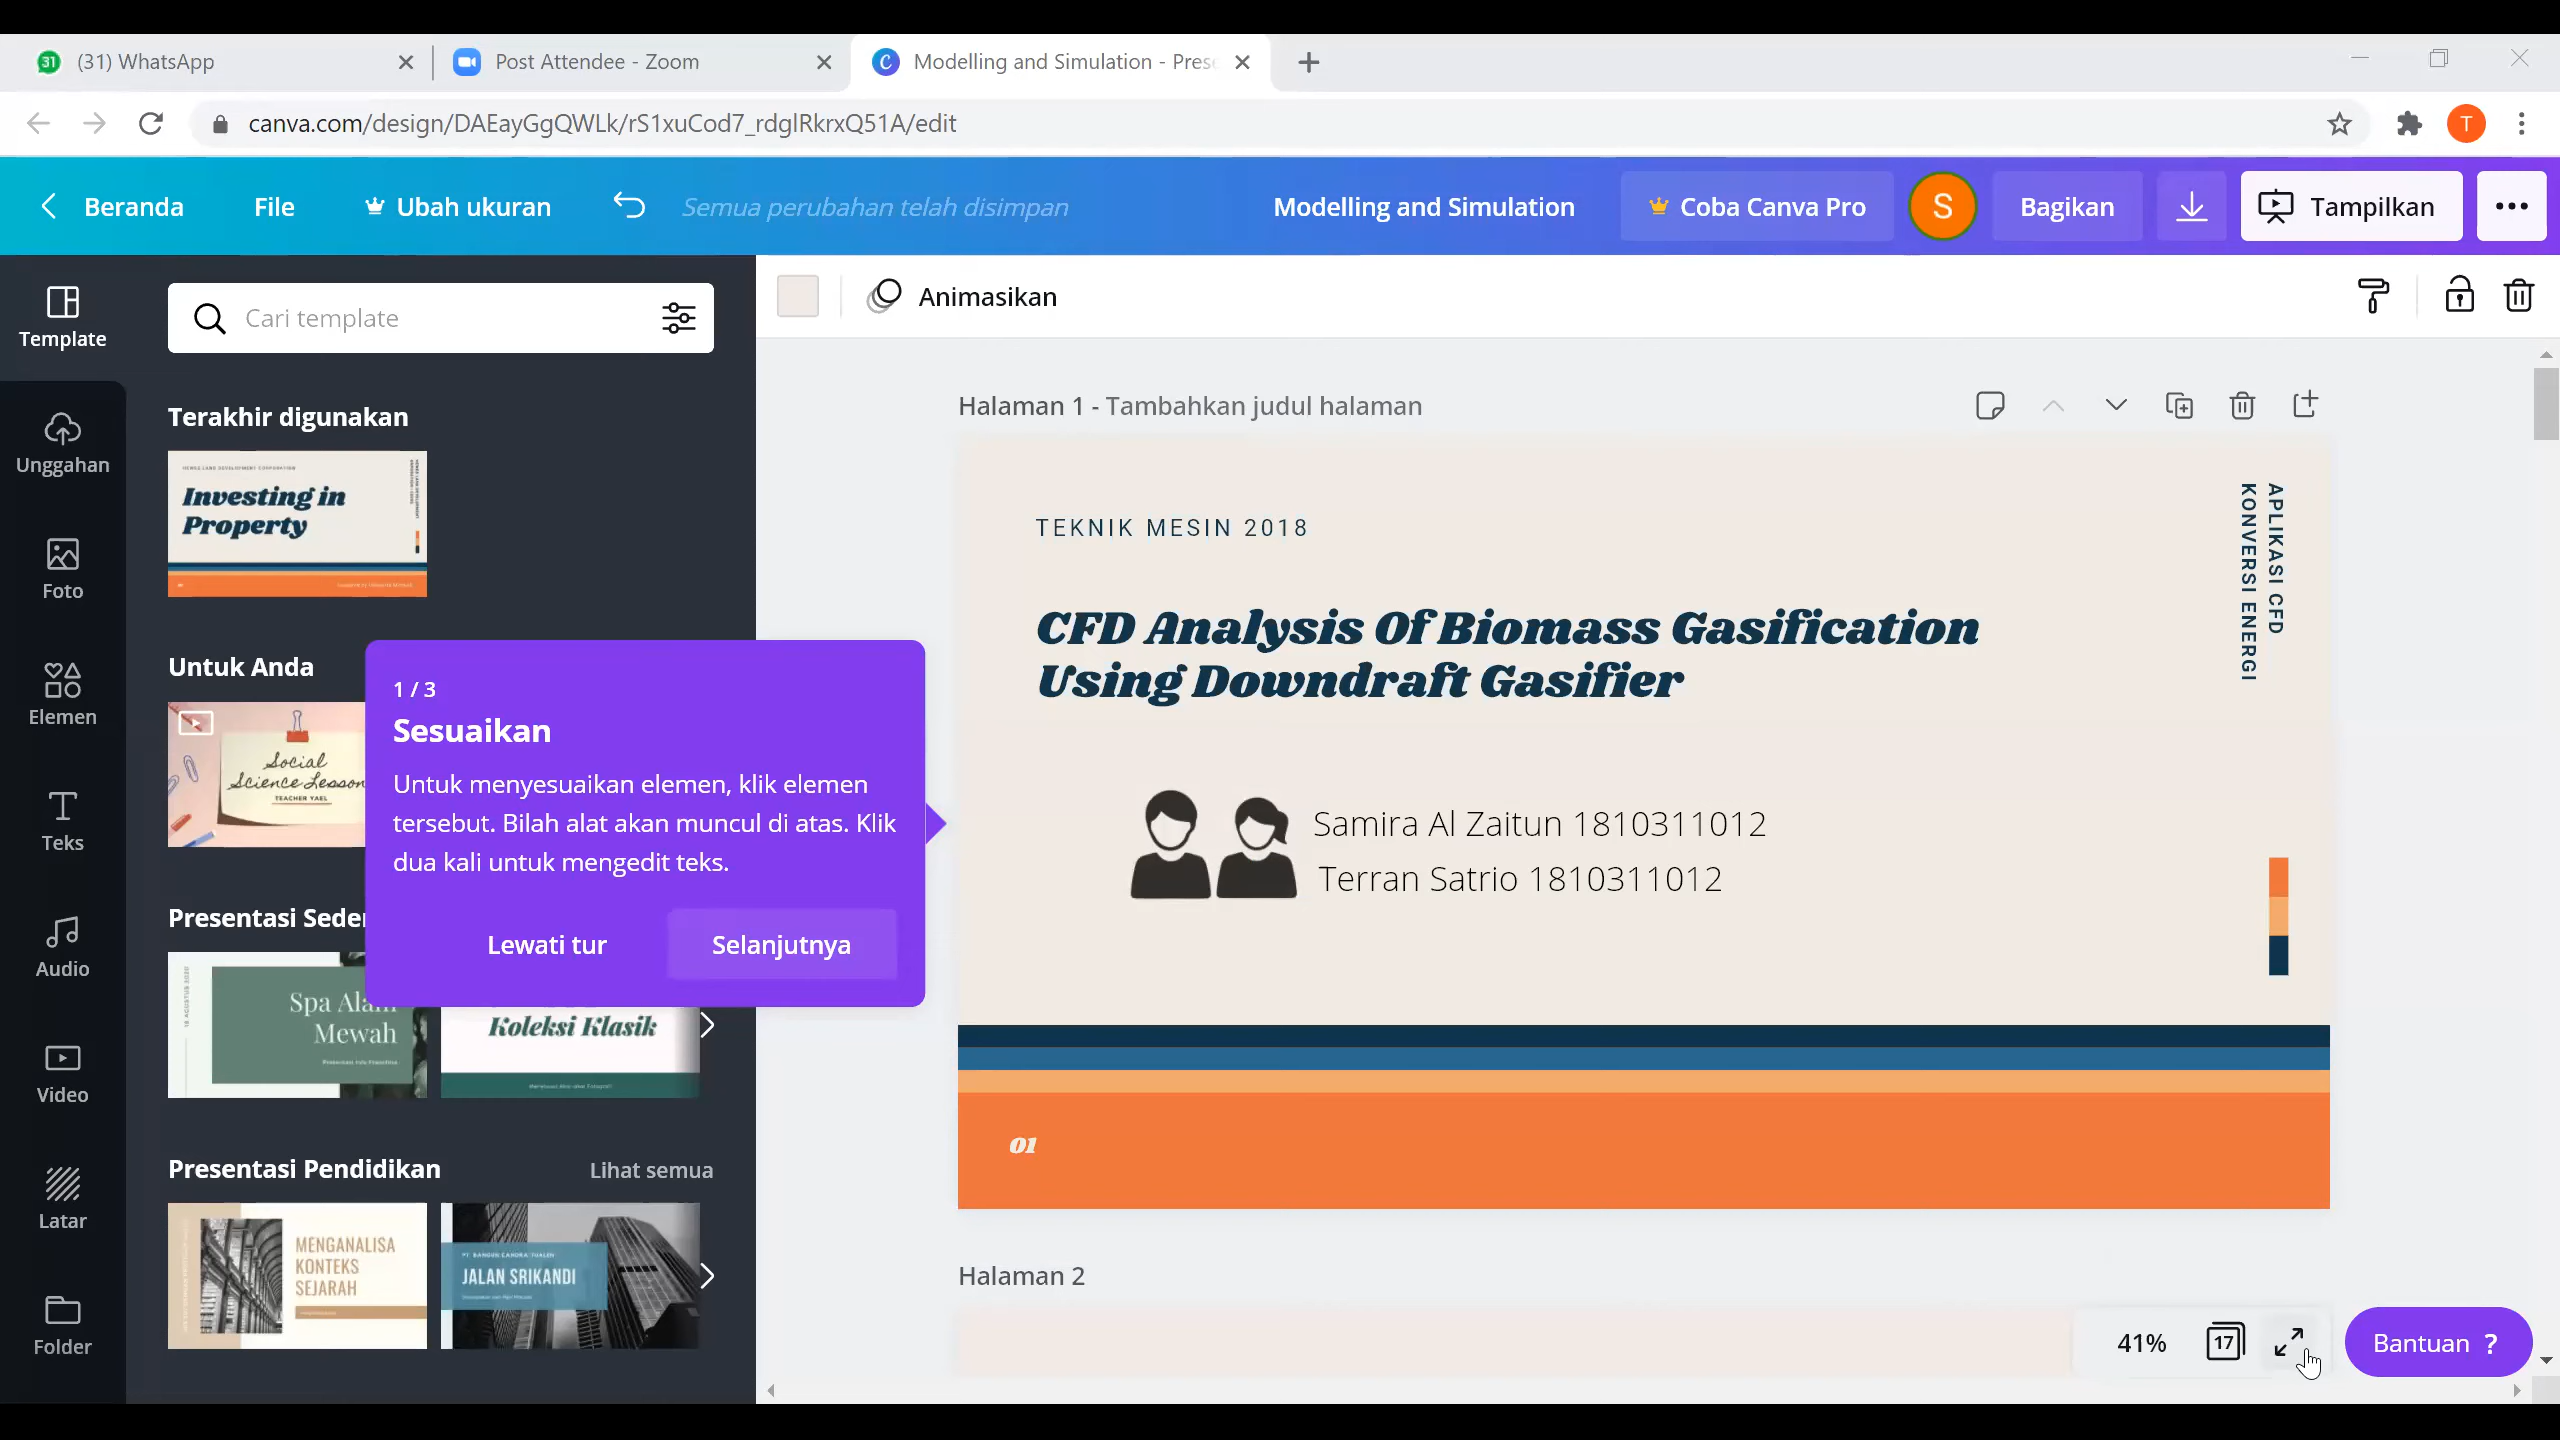 31 (31) WhatsApp
Post Attendee - Zoom
Modelling and Simulation - Prese
canva.com/design/DAEayGgQWLk/rS1xuCod7_rdglRkrxQ51A/edit
T
Beranda
File
Ubah ukuran
Semua perubahan telah disimpan
Modelling and Simulation
Coba Canva Pro
S
Bagikan
Tampilkan
Template
Unggahan
Foto
Elemen
Teks
Audio
Video
Latar
Folder
Cari template
Terakhir digunakan
Investing in
Property
Untuk Anda
Social
Science Lesson
TEACHER YAEL
Presentasi Seder
Spa Alam
Mewah
Koleksi Klasik
Presentasi Pendidikan
Lihat semua
MENGANALISA
KONTEKS
SEJARAH
JALAN SRIKANDI
1 / 3
Sesuaikan
Untuk menyesuaikan elemen, klik elemen
tersebut. Bilah alat akan muncul di atas. Klik
dua kali untuk mengedit teks.
Lewati tur
Selanjutnya
Animasikan
Halaman 1 - Tambahkan judul halaman
TEKNIK MESIN 2018
APLIKASI CFD
KONVERSI ENERGI
CFD Analysis Of Biomass Gasification
Using Downdraft Gasifier
Samira Al Zaitun 1810311012
Terran Satrio 1810311012
01
Halaman 2
41%
17
Bantuan ?